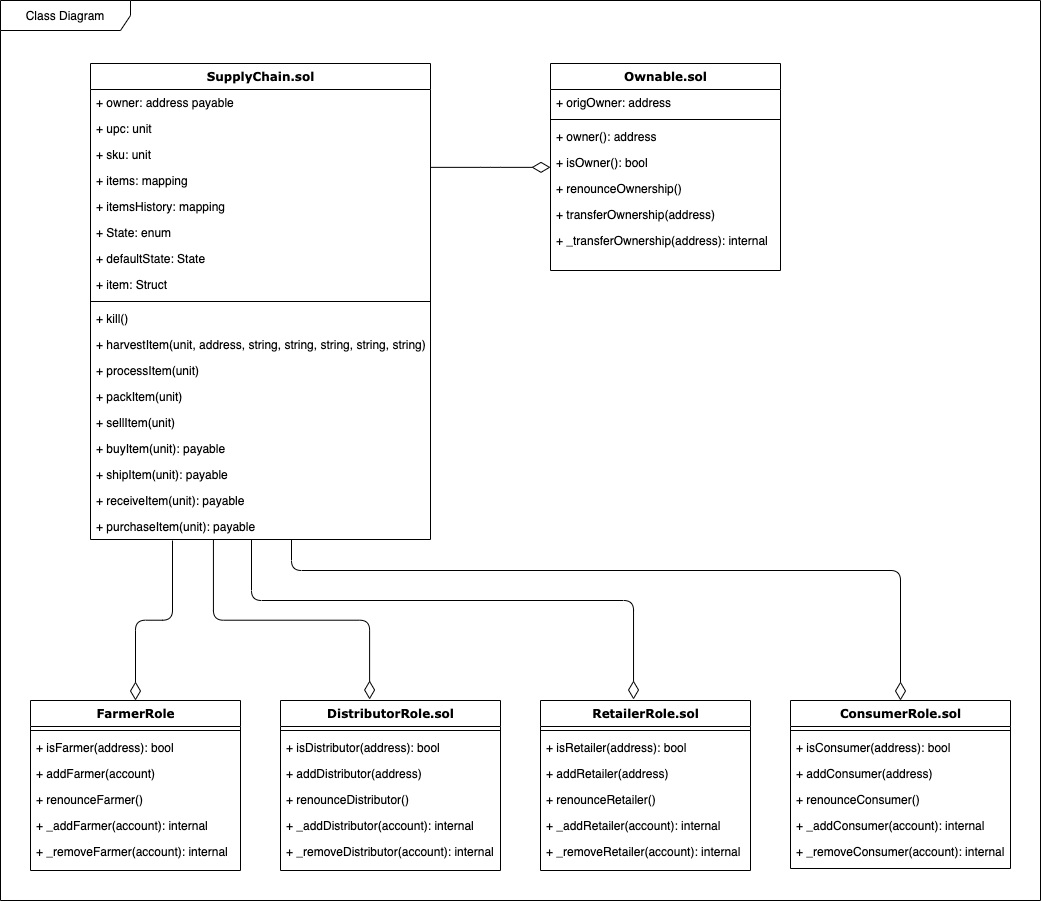 Class Diagram
SupplyChain.sol
+ owner: address payable
+ upc: unit
+ sku: unit
+ items: mapping
+ itemsHistory: mapping
+ State: enum
+ defaultState: State
+ item: Struct
+ kill()
+ harvestItem(unit, address, string, string, string, string, string)
+ processItem(unit)
+ packItem(unit)
+ sellItem(unit)
+ buyItem(unit): payable
+ shipItem(unit): payable
+ receiveItem(unit): payable
+ purchaseItem(unit): payable
Ownable.sol
+ origOwner: address
+ owner(): address
+ isOwner(): bool
+ renounceOwnership()
+ transferOwnership(address)
+ _transferOwnership(address): internal
FarmerRole
+ isFarmer(address): bool
+ addFarmer(account)
+ renounceFarmer()
+ _addFarmer(account): internal
+ _removeFarmer(account): internal
DistributorRole.sol
+ isDistributor(address): bool
+ addDistributor(address)
+ renounceDistributor()
+ _addDistributor(account): internal
+ _removeDistributor(account): internal
RetailerRole.sol
+ isRetailer(address): bool
+ addRetailer(address)
+ renounceRetailer()
+ _addRetailer(account): internal
+ _removeRetailer(account): internal
ConsumerRole.sol
+ isConsumer(address): bool
+ addConsumer(address)
+ renounceConsumer()
+ _addConsumer(account): internal
+ _removeConsumer(account): internal